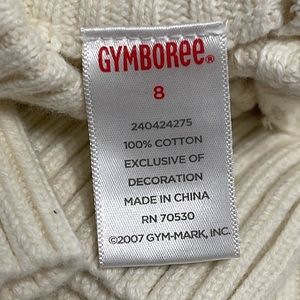 GYMBOREE®
8
240424275
100% COTTON
EXCLUSIVE OF
DECORATION
MADE IN CHINA
RN 70530
©2007 GYM-MARK, INC.